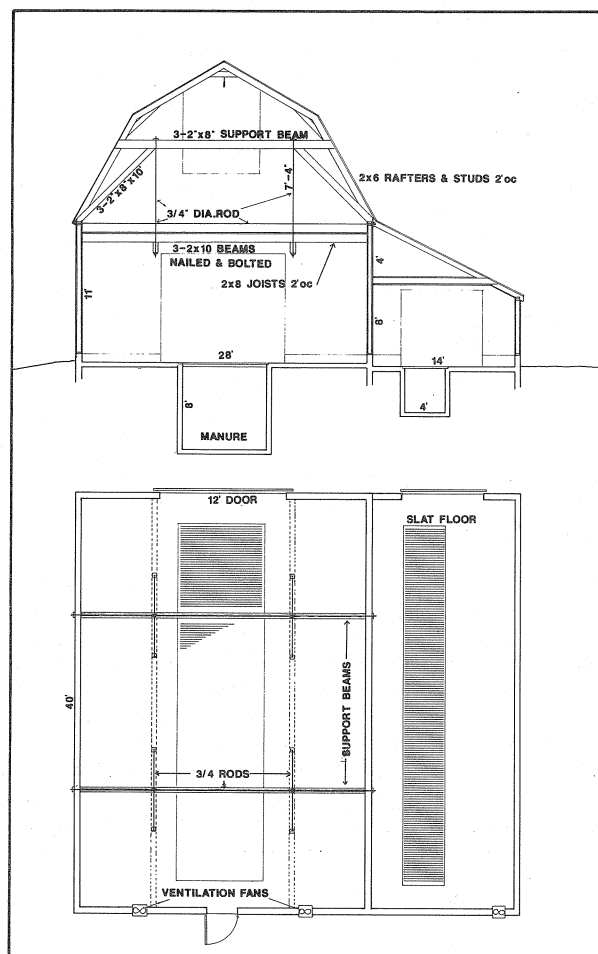 3-2"x8" SUPPORT BEAM
3-2"x8"x10'
7'-4"
2x6 RAFTERS & STUDS 2'oc
3/4" DIA.ROD
3-2x10 BEAMS
NAILED & BOLTED
2x8 JOISTS 2'oc
11'
4'
8'
28'
14'
8'
4'
MANURE
12' DOOR
SLAT FLOOR
40'
SUPPORT BEAMS
3/4 RODS
VENTILATION FANS